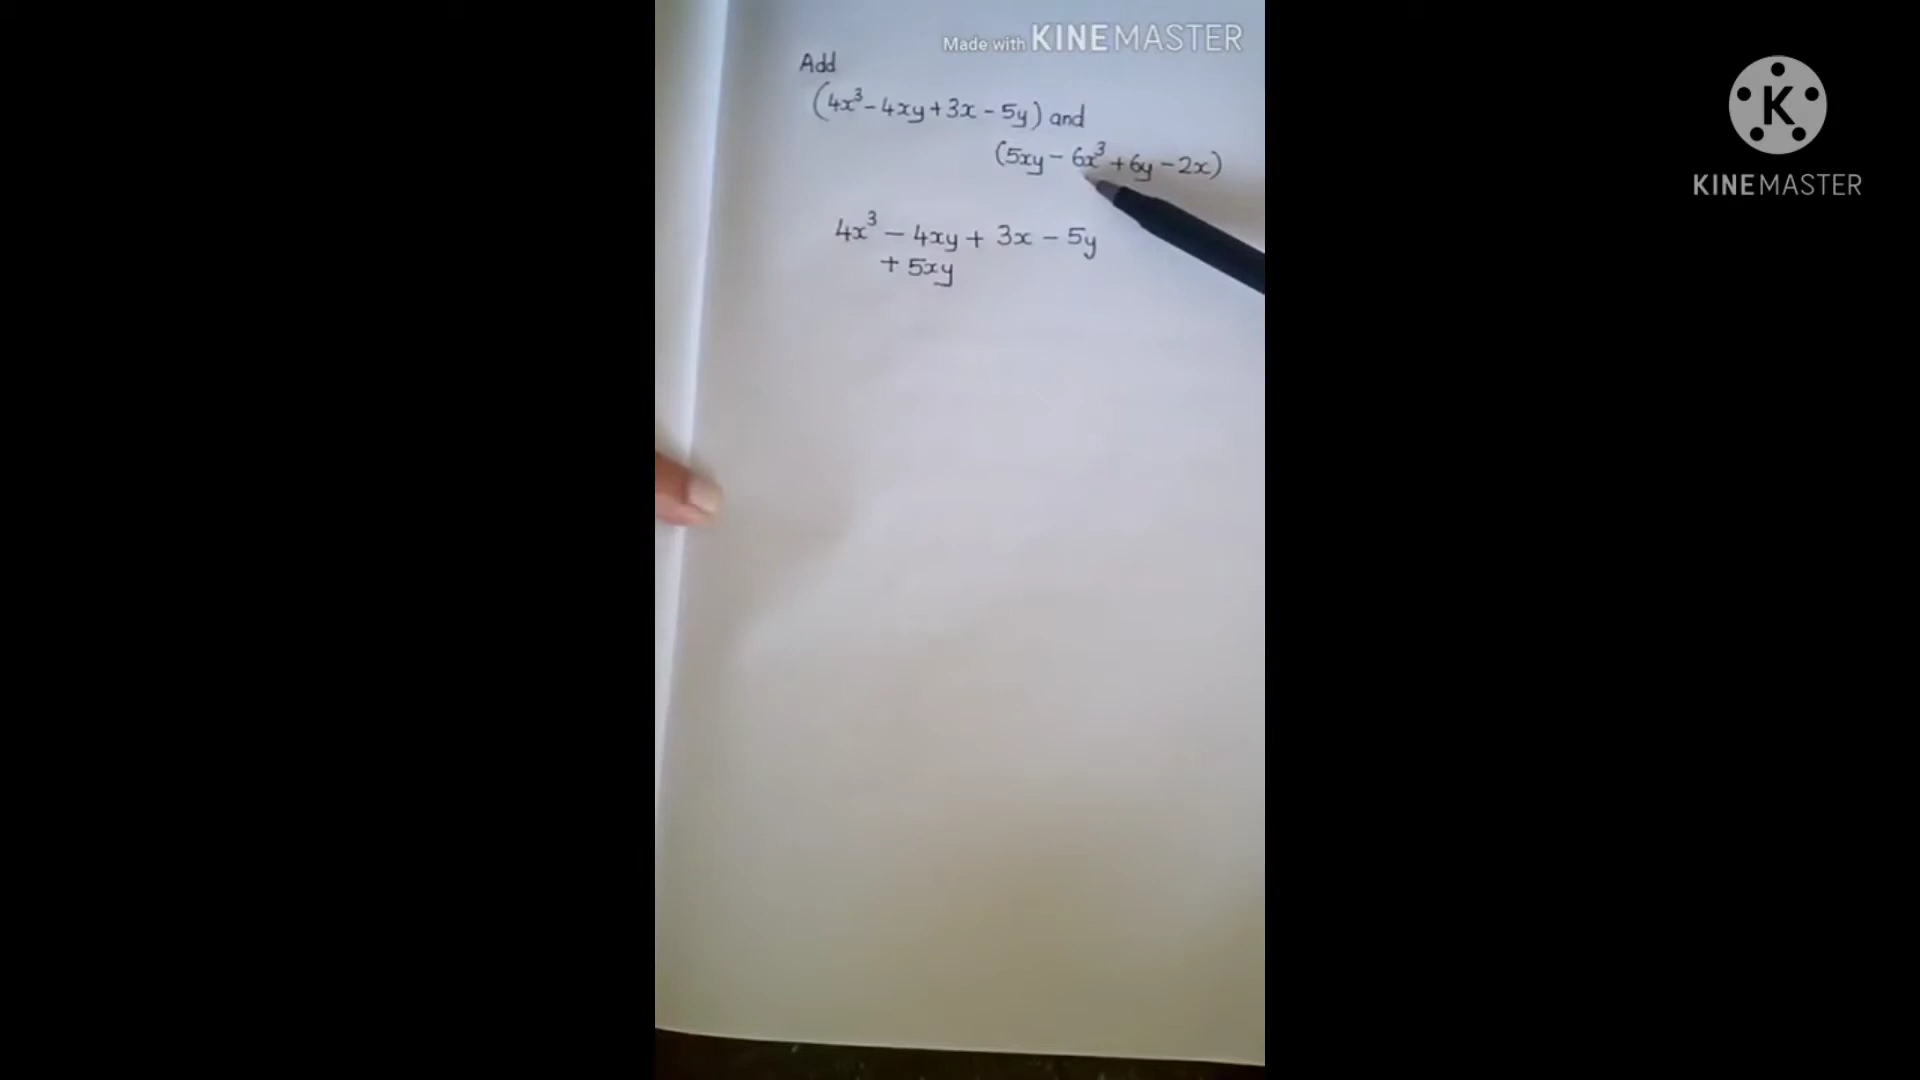 Made with KINEMASTER
Add
(4x³ - 4xy + 3x - 5y) and
(5xy - 6x³ + 6y - 2x)
4x³ - 4xy + 3x - 5y
+ 5xy
K
KINEMASTER